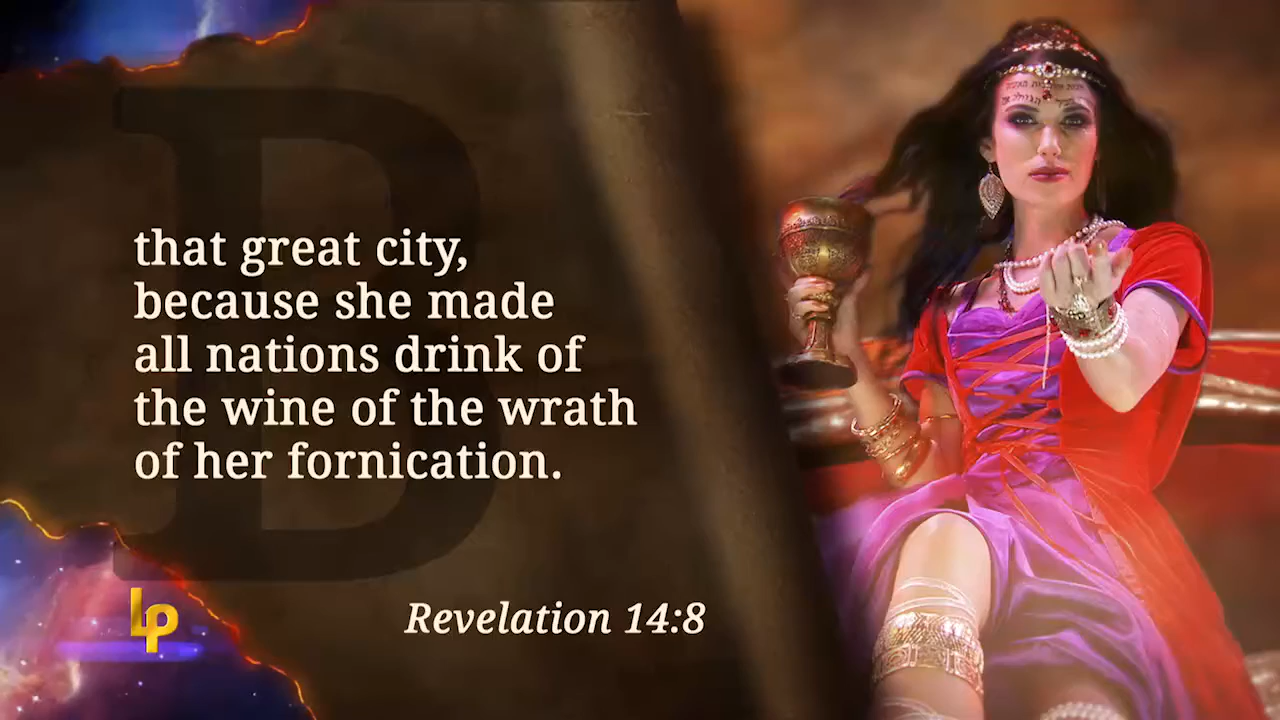 that great city,
because she made
all nations drink of
the wine of the wrath
of her fornication.
Revelation 14:8
B
LP